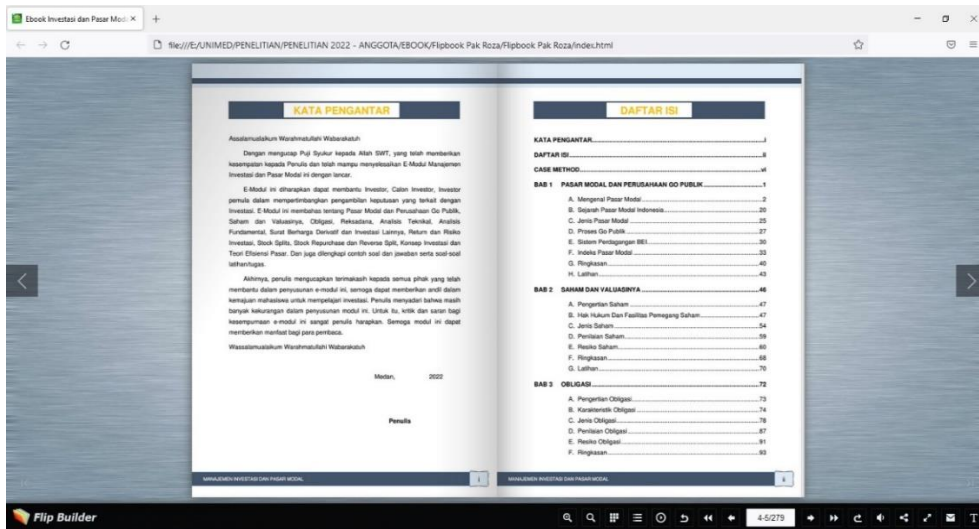 Ebook Investasi dan Pasar Mod
file:///E:/UNIMED/PENELITIAN/PENELITIAN 2022 - ANGGOTA/EBOOK/Flipbook Pak Roza/Flipbook Pak Roza/index.html
KATA PENGANTAR
Assalamualaikum Warahmatullahi Wabarakatuh
Dengan mengucap Puji Syukur kepada Allah SWT, yang telah memberikan
kesempatan kepada Penulis dan telah mampu menyelesaikan E-Modul Manajemen
Investasi dan Pasar Modal ini dengan lancar.
E-Modul ini diharapkan dapat membantu Investor, Calon Investor, Investor
pemula dalam mempertimbangkan pengambilan keputusan yang terkait dengan
Investasi. E-Modul ini membahas tentang Pasar Modal dan Perusahaan Go Publik,
Saham dan Valuasinya, Obligasi, Reksadana, Analisis Teknikal, Analisis
Fundamental, Surat Berharga Derivatif dan Investasi Lainnya, Return dan Risiko
Investasi, Stock Splits, Stock Repurchase dan Reverse Split, Konsep Investasi dan
Teori Efisiensi Pasar. Dan juga dilengkapi contoh soal dan jawaban serta soal-soal
latihan/tugas.
Akhirnya, penulis mengucapkan terimakasih kepada semua pihak yang telah
membantu dalam penyusunan e-modul ini, semoga dapat memberikan andil dalam
kemajuan mahasiswa untuk mempelajari investasi. Penulis menyadari bahwa masih
banyak kekurangan dalam penyusunan modul ini. Untuk itu, kritik dan saran bagi
kesempurnaan e-modul ini sangat penulis harapkan. Semoga modul ini dapat
memberikan manfaat bagi para pembaca.
Wassalamualaikum Warahmatullahi Wabarakatuh
Medan, 2022
Penulis
MANAJEMEN INVESTASI DAN PASAR MODAL i
DAFTAR ISI
KATA PENGANTAR.....i
DAFTAR ISI.....ii
CASE METHOD.....vi
BAB 1 PASAR MODAL DAN PERUSAHAAN GO PUBLIK.....1
A. Mengenal Pasar Modal.....2
B. Sejarah Pasar Modal Indonesia.....20
C. Jenis Pasar Modal.....25
D. Proses Go Publik.....27
E. Sistem Perdagangan BEI.....30
F. Indeks Pasar Modal.....33
G. Ringkasan.....40
H. Latihan.....43
BAB 2 SAHAM DAN VALUASINYA.....46
A. Pengertian Saham.....47
B. Hak Hukum Dan Fasilitas Pemegang Saham.....47
C. Jenis Saham.....54
D. Penilaian Saham.....59
E. Resiko Saham.....60
F. Ringkasan.....68
G. Latihan.....70
BAB 3 OBLIGASI.....72
A. Pengertian Obligasi.....73
B. Karakteristik Obligasi.....74
C. Jenis Obligasi.....78
D. Penilaian Obligasi.....87
E. Resiko Obligasi.....91
F. Ringkasan.....93
MANAJEMEN INVESTASI DAN PASAR MODAL ii
Flip Builder
4-5/279